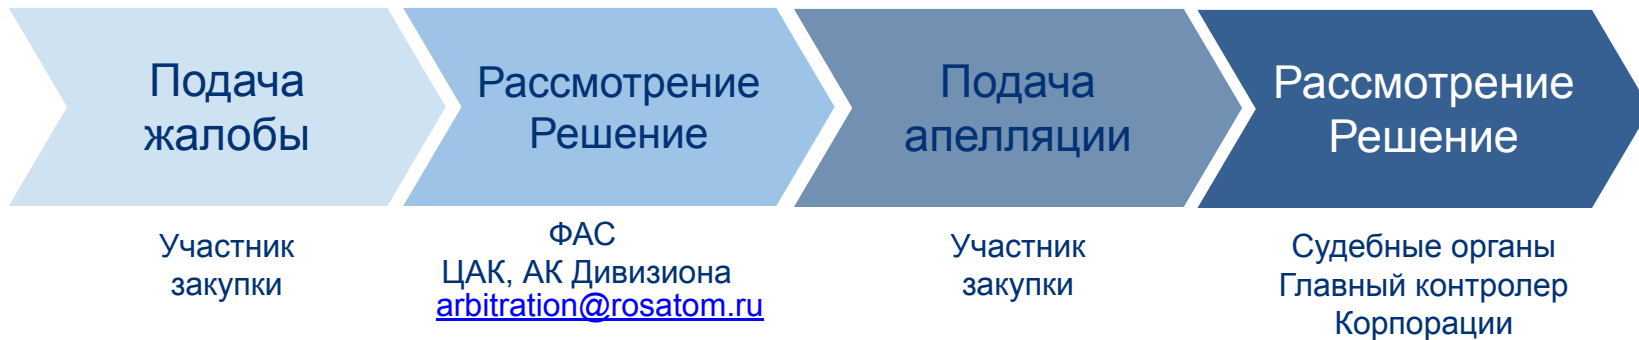 Подача
жалобы
Рассмотрение
Решение
Подача
апелляции
Рассмотрение
Решение
Участник
закупки
ФАС
ЦАК, АК Дивизиона
arbitration@rosatom.ru
Участник
закупки
Судебные органы
Главный контролер
Корпорации